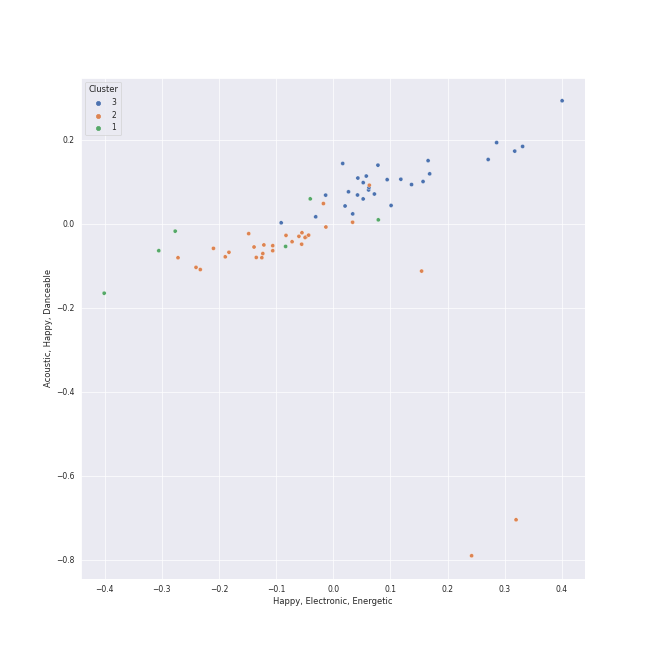 Cluster
3
2
1
0.2
0.0
−0.2
−0.4
−0.6
−0.8
Acoustic, Happy, Danceable
−0.4 −0.3 −0.2 −0.1 0.0 0.1 0.2 0.3 0.4
Happy, Electronic, Energetic